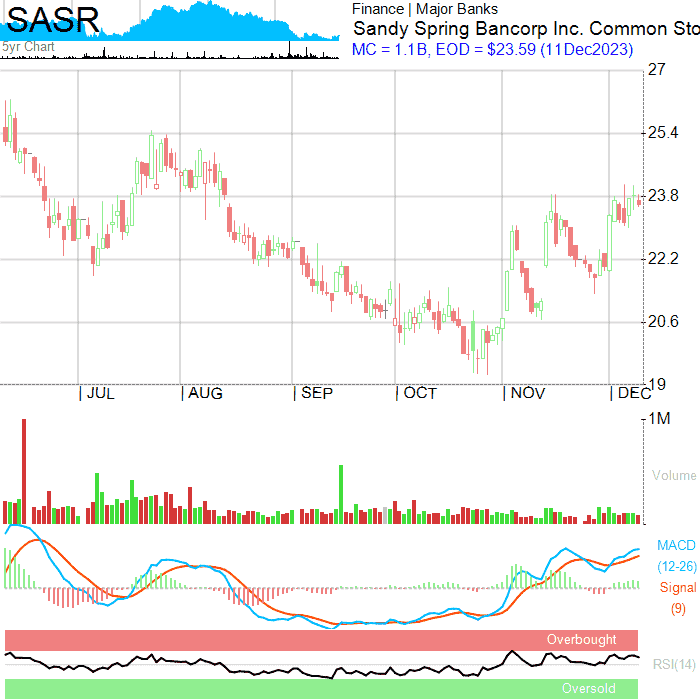 SASR
5yr Chart
Finance | Major Banks
Sandy Spring Bancorp Inc. Common Sto
MC = 1.1B, EOD = $23.59 (11Dec2023)
27
25.4
23.8
22.2
20.6
19
JUL AUG SEP OCT NOV DEC
1M
Volume
MACD
(12-26)
Signal
(9)
Overbought
RSI(14)
Oversold